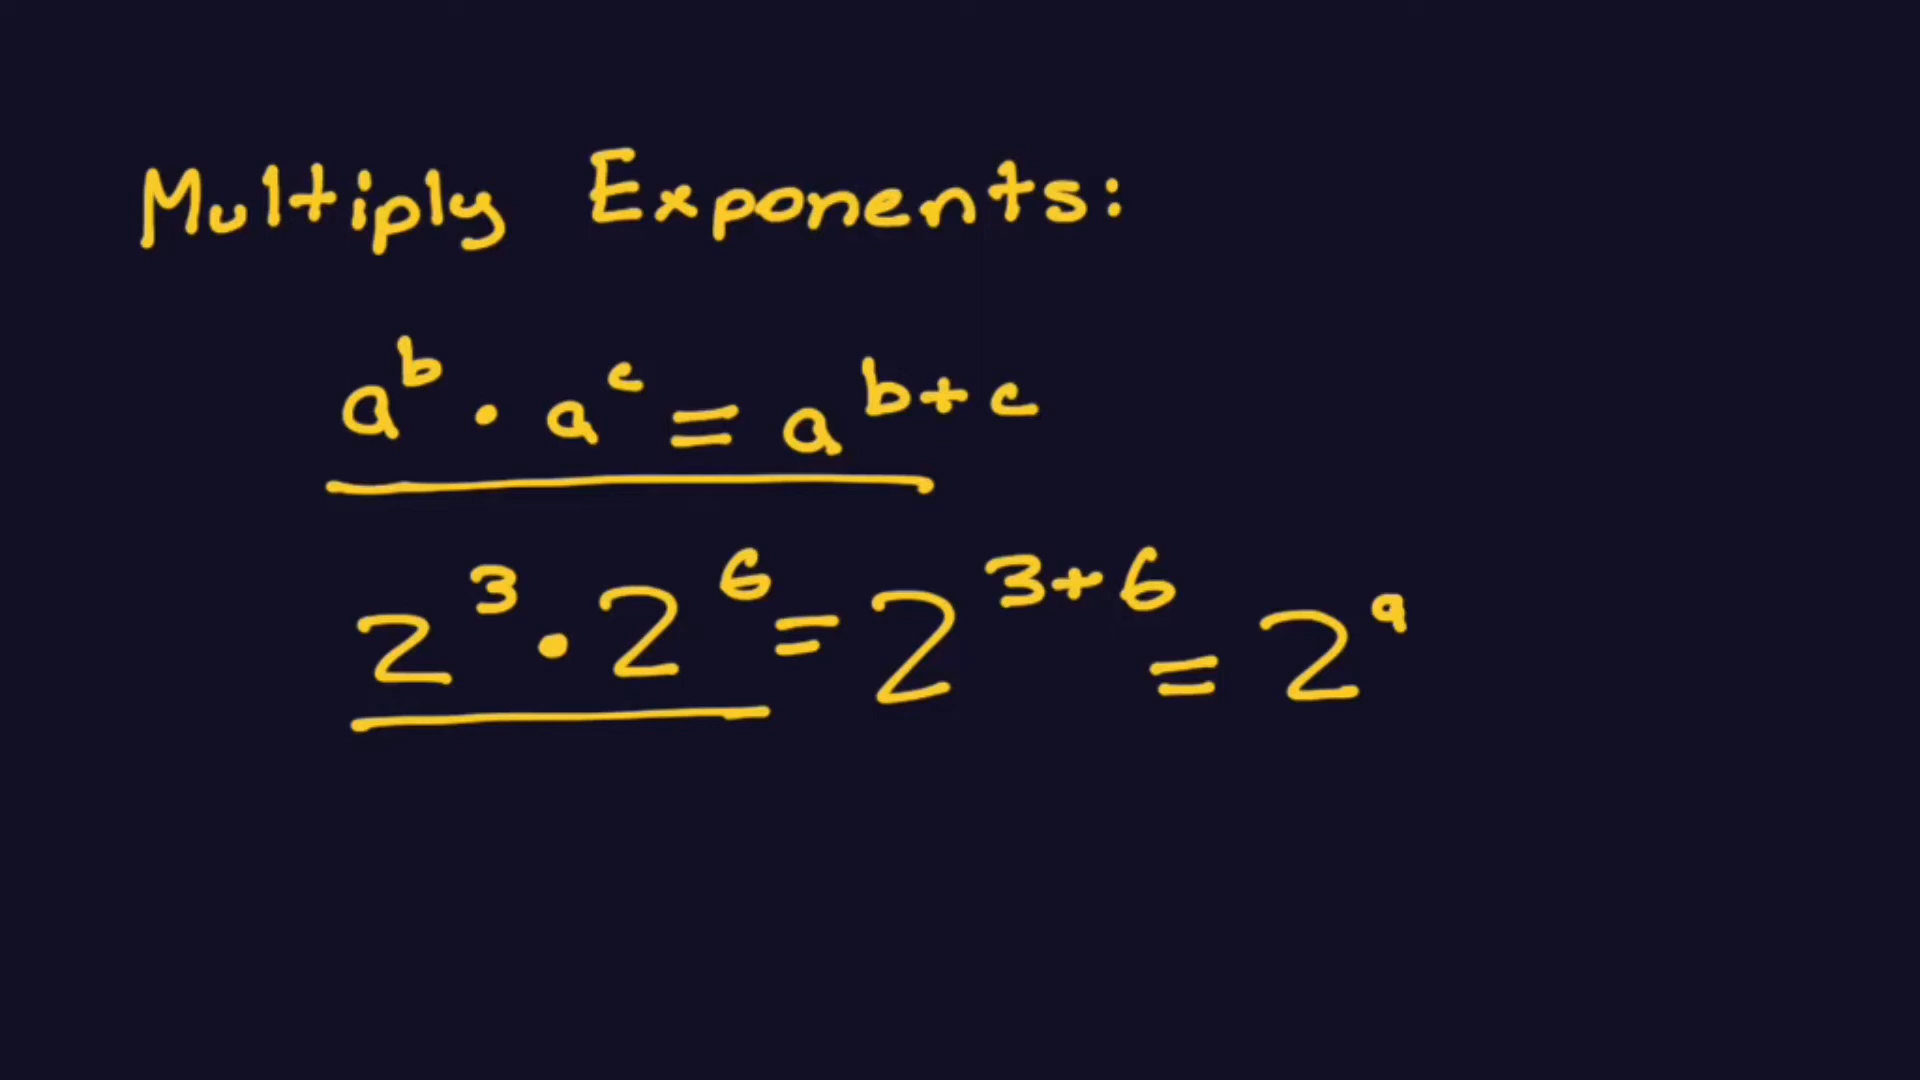 Multiply Exponents:
a^b · a^c = a^{b+c}
2^3 · 2^6 = 2^{3+6} = 2^9